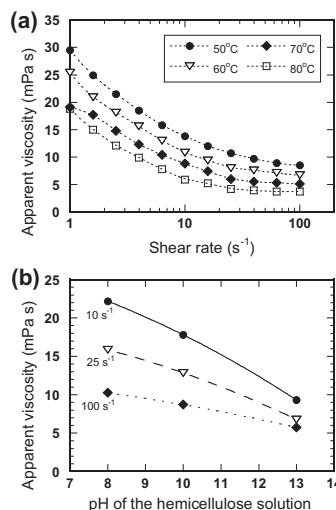 (a)
35
30
25
20
15
10
5
0
Apparent viscosity (mPa s)
50°C
70°C
60°C
80°C
1
10
100
Shear rate (s⁻¹)
(b)
25
20
15
10
5
0
Apparent viscosity (mPa s)
10 s⁻¹
25 s⁻¹
100 s⁻¹
7 8 9 10 11 12 13 14
pH of the hemicellulose solution